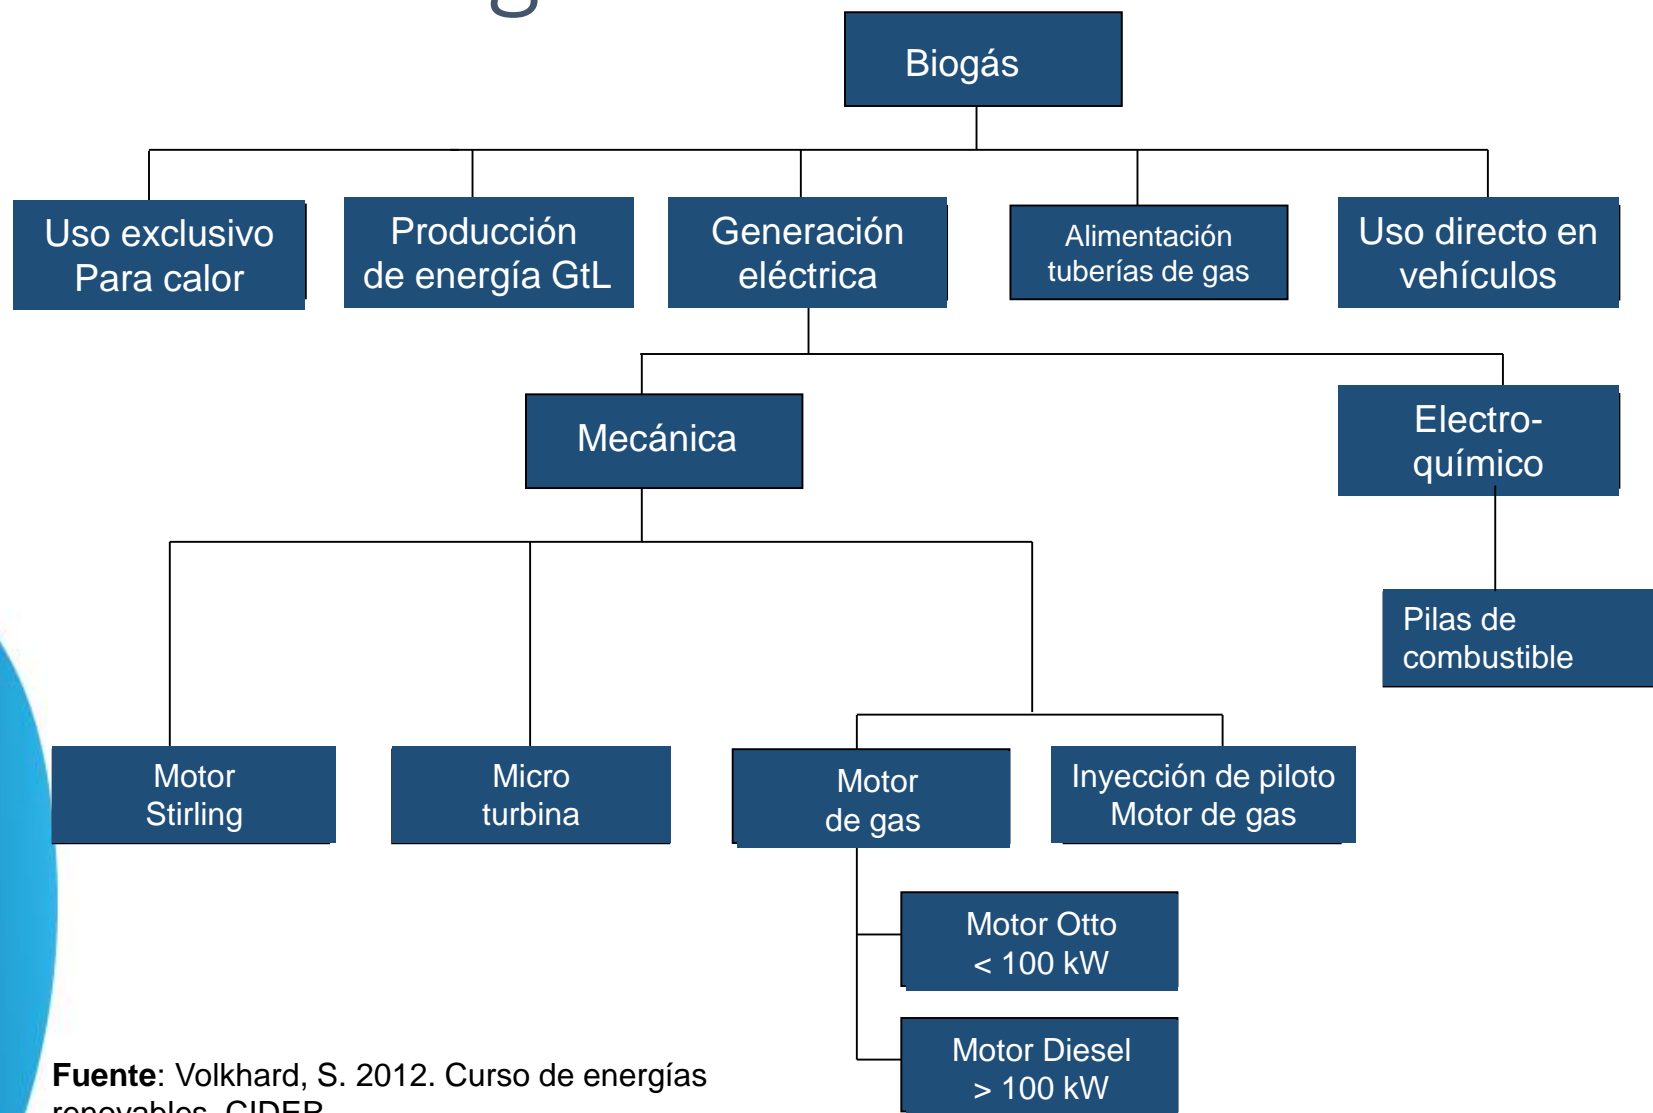 Biogás
Uso exclusivo
Para calor
Producción
de energía GtL
Generación
eléctrica
Alimentación
tuberías de gas
Uso directo en
vehículos
Mecánica
Electro-
químico
Pilas de
combustible
Motor
Stirling
Micro
turbina
Motor
de gas
Inyección de piloto
Motor de gas
Motor Otto
< 100 kW
Motor Diesel
> 100 kW
Fuente: Volkhard, S. 2012. Curso de energías
renovables. CIDER